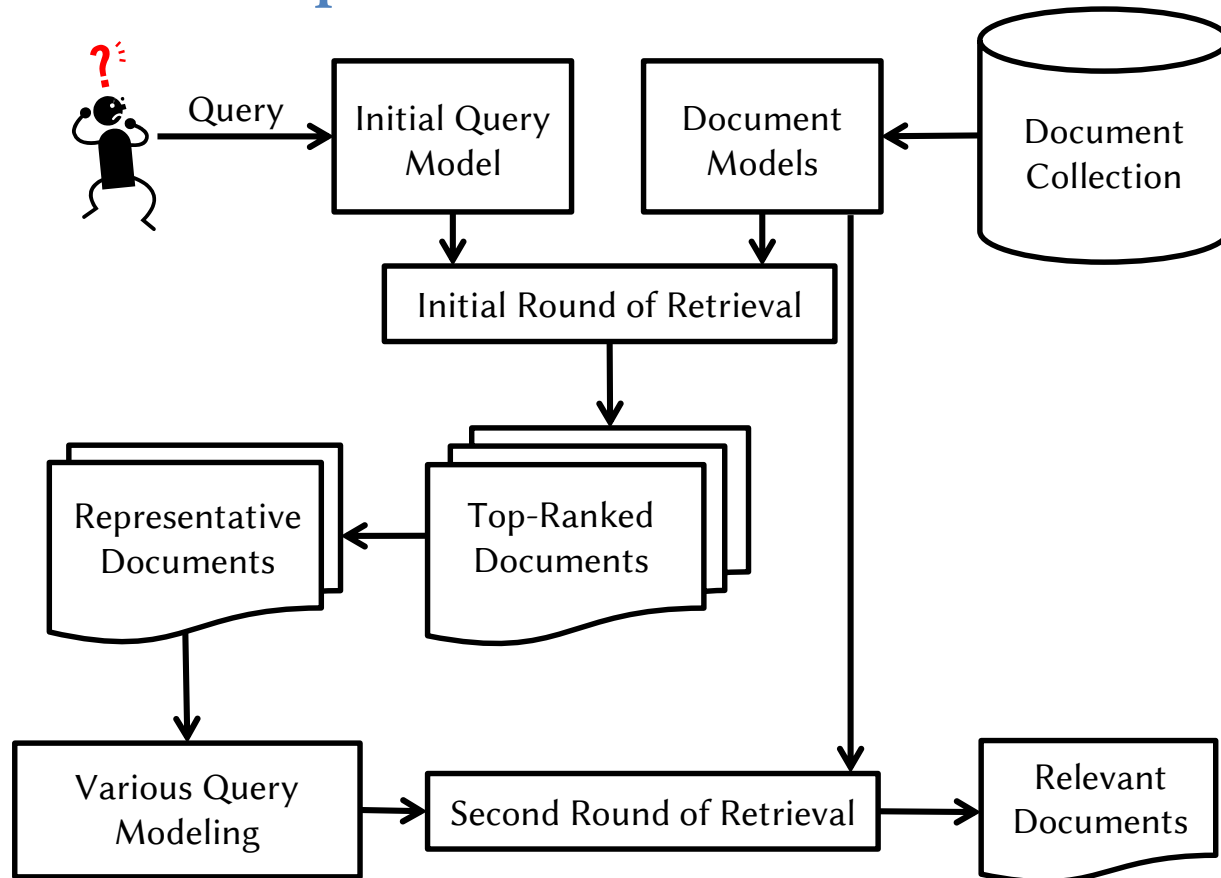 ?
Query
Initial Query
Model
Document
Models
Document
Collection
Initial Round of Retrieval
Representative
Documents
Top-Ranked
Documents
Various Query
Modeling
Second Round of Retrieval
Relevant
Documents